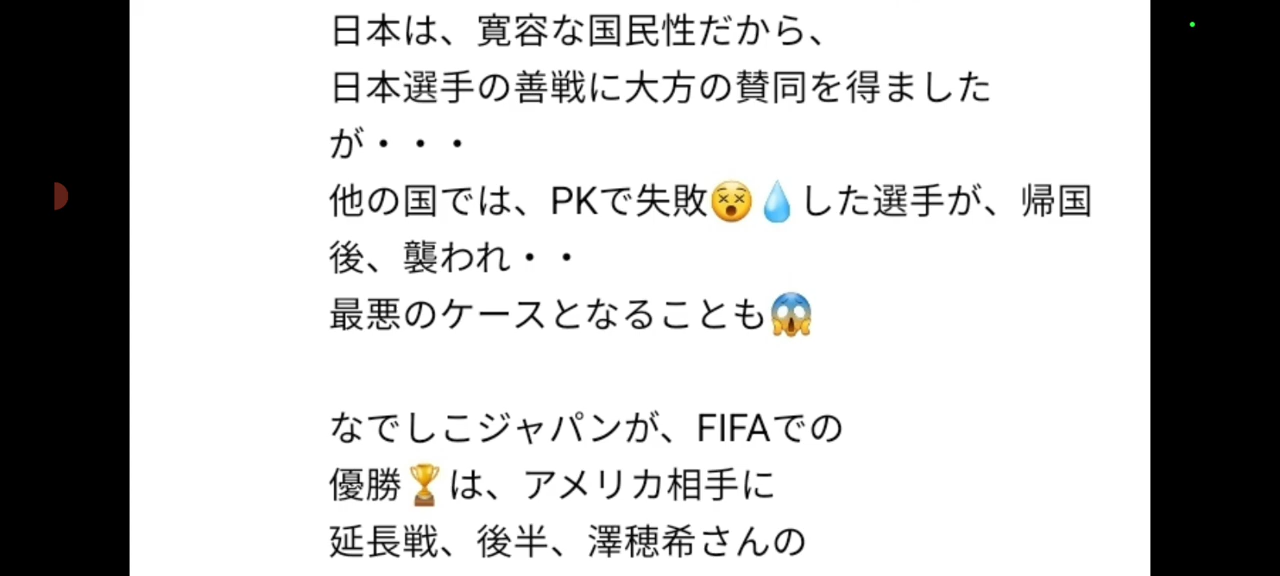 日本は、寛容な国民性だから、
日本選手の善戦に大方の賛同を得ました
が・・・
他の国では、PKで失敗😵💧した選手が、帰国
後、襲われ・・
最悪のケースとなることも😱
なでしこジャパンが、FIFAでの
優勝🏆は、アメリカ相手に
延長戦、後半、澤穂希さんの